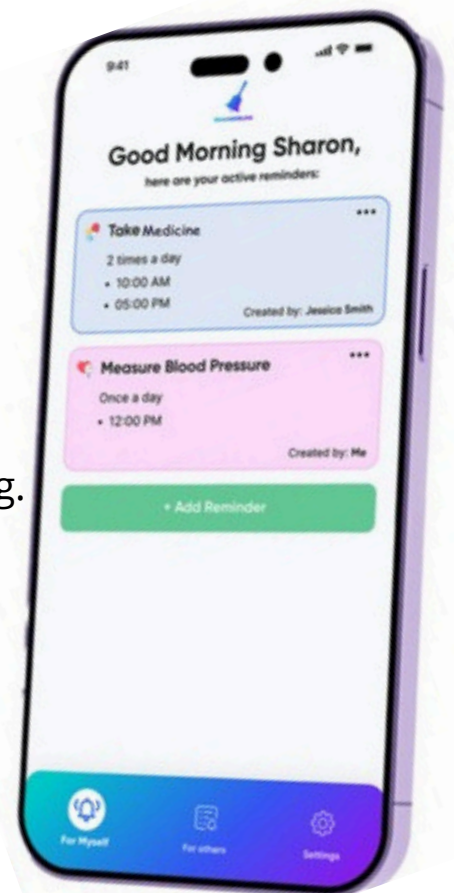 9:41
Good Morning Sharon,
here are your active reminders:
Take Medicine
2 times a day
• 10:00 AM
• 05:00 PM
Created by: Jessica Smith
Measure Blood Pressure
Once a day
• 12:00 PM
Created by: Me
g.
+ Add Reminder
For Myself
For others
Settings